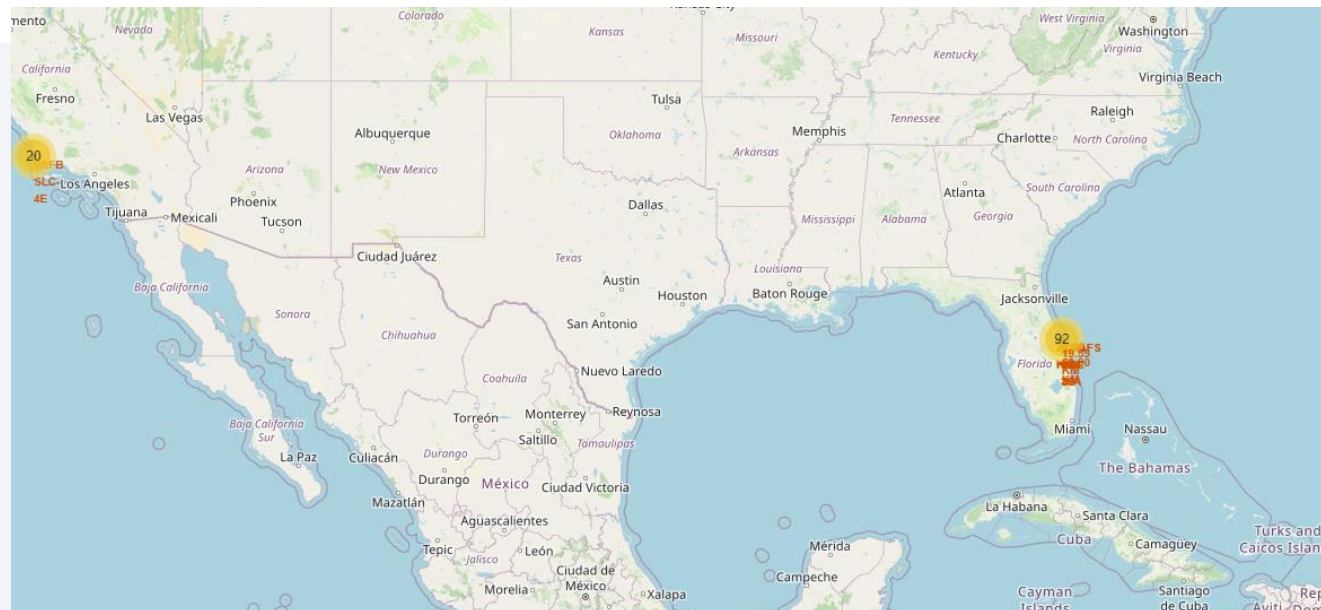 Kansas City
mento
Nevada
Colorado
Kansas
Missouri
West Virginia
Washington
Kentucky
Virginia
California
Virginia Beach
Fresno
Las Vegas
Tulsa
Raleigh
Albuquerque
Oklahoma
Memphis
Tennessee
Charlotte
North Carolina
20
AFB
Arizona
New Mexico
Arkansas
SLC
Los Angeles
4E
Phoenix
Atlanta
South Carolina
Tijuana
Mexicali
Tucson
Dallas
Mississippi
Alabama
Georgia
Ciudad Juárez
Texas
Louisiana
Baja California
Austin
Houston
Baton Rouge
Jacksonville
Sonora
San Antonio
Chihuahua
92
AFS
Florida
Coahuila
Nuevo Laredo
Torreón
Monterrey
Reynosa
Baja California
Sur
Saltillo
Tamaulipas
Miami
Nassau
La Paz
Culiacán
Durango
Durango
México
Ciudad Victoria
The Bahamas
Mazatlán
La Habana
Santa Clara
Aguascalientes
Cuba
Turks and
Caicos Islan
Tepic
Jalisco
León
Mérida
Camagüey
Ciudad de
México
Campeche
Morelia
Xalapa
Cayman
Islands
Santiago
de Cuba